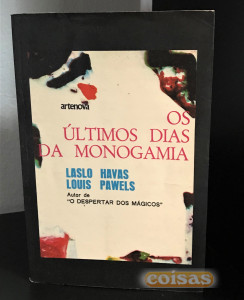 artenova
OS
ÚLTIMOS DIAS
DA MONOGAMIA
LASLO HAVAS
LOUIS PAWELS
Autor de
"O DESPERTAR DOS MÁGICOS"
coisas